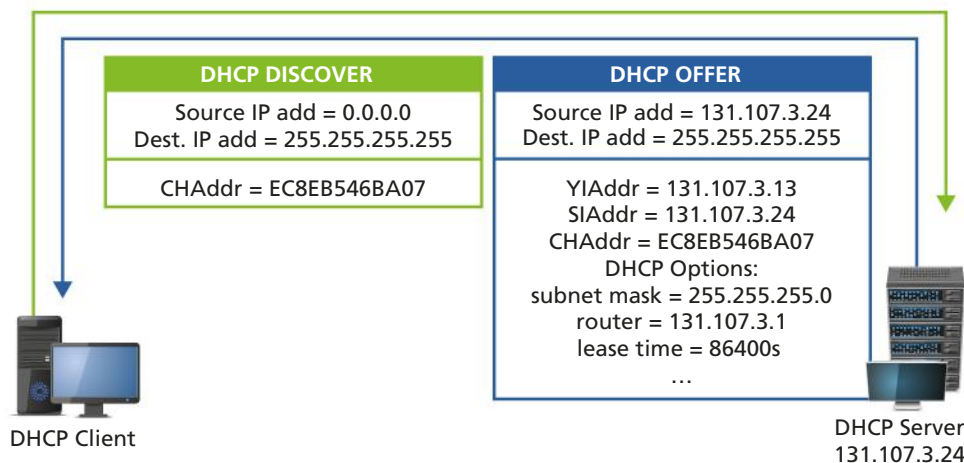 DHCP DISCOVER
Source IP add = 0.0.0.0
Dest. IP add = 255.255.255.255
CHAddr = EC8EB546BA07
DHCP OFFER
Source IP add = 131.107.3.24
Dest. IP add = 255.255.255.255
YIAddr = 131.107.3.13
SIAddr = 131.107.3.24
CHAddr = EC8EB546BA07
DHCP Options:
subnet mask = 255.255.255.0
router = 131.107.3.1
lease time = 86400s
...
DHCP Client
DHCP Server
131.107.3.24